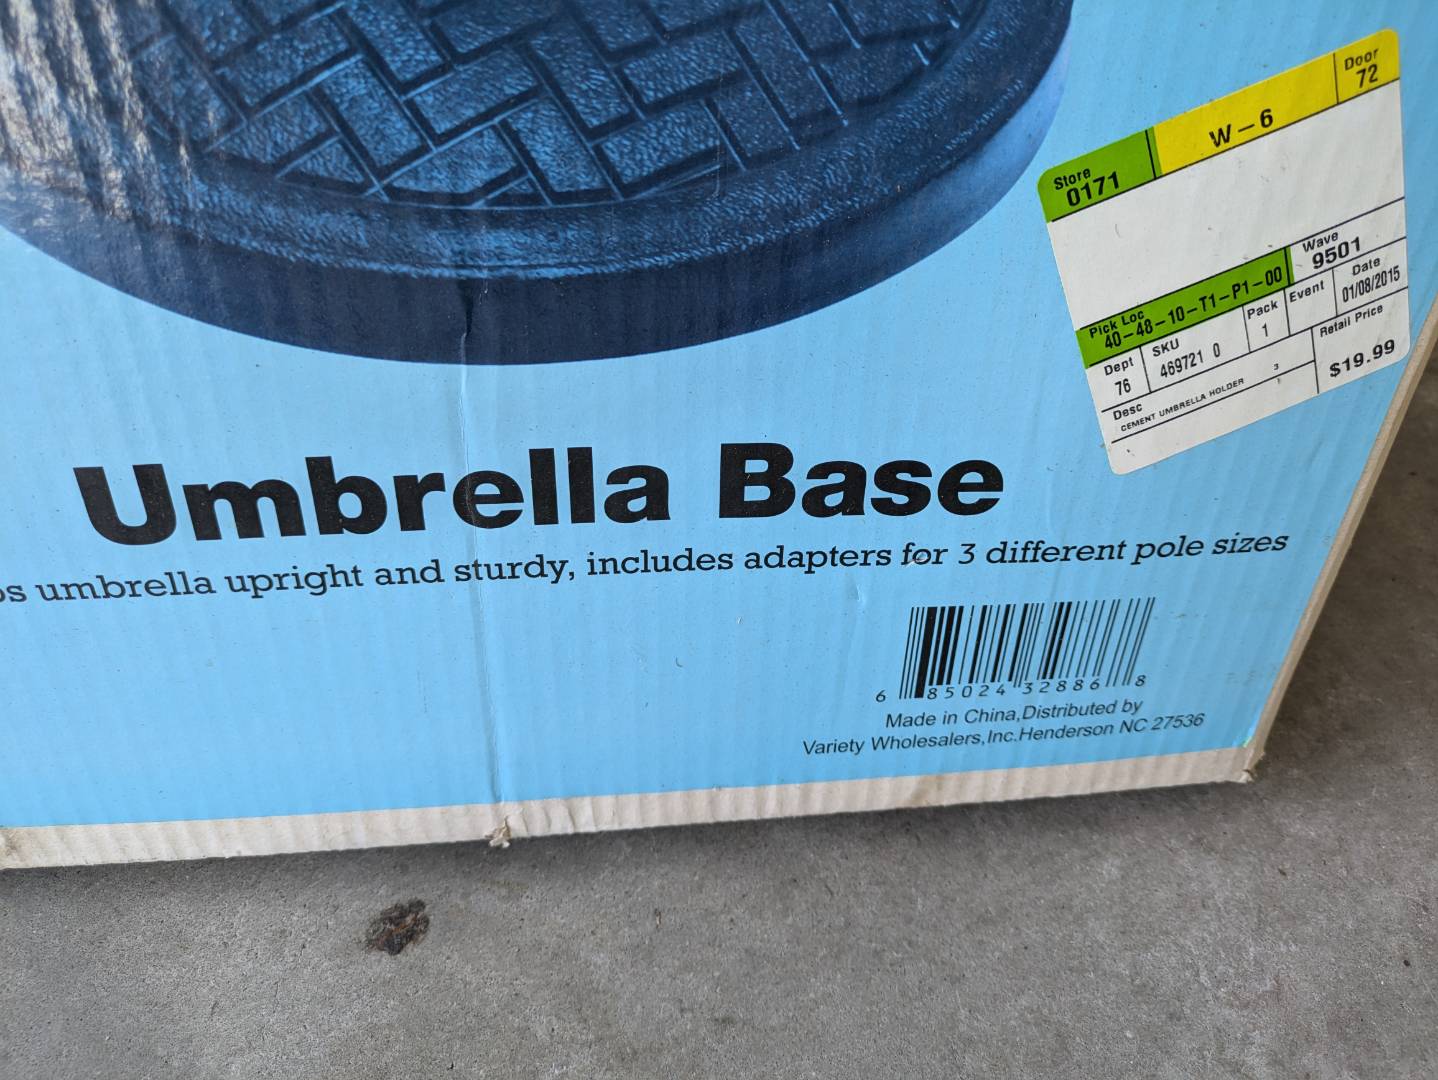 Store
0171
W-6
Door
72
Pick Loc
40-48-10-T1-P1-00
Wave
9501
Dept
76
SKU
469721 0
Pack
1
Event
Date
01/08/2015
Desc
CEMENT UMBRELLA HOLDER
3
Retail Price
$19.99
Umbrella Base
umbrella upright and sturdy, includes adapters for 3 different pole sizes
6 85024 32886 8
Made in China,Distributed by
Variety Wholesalers,Inc.Henderson NC 27536